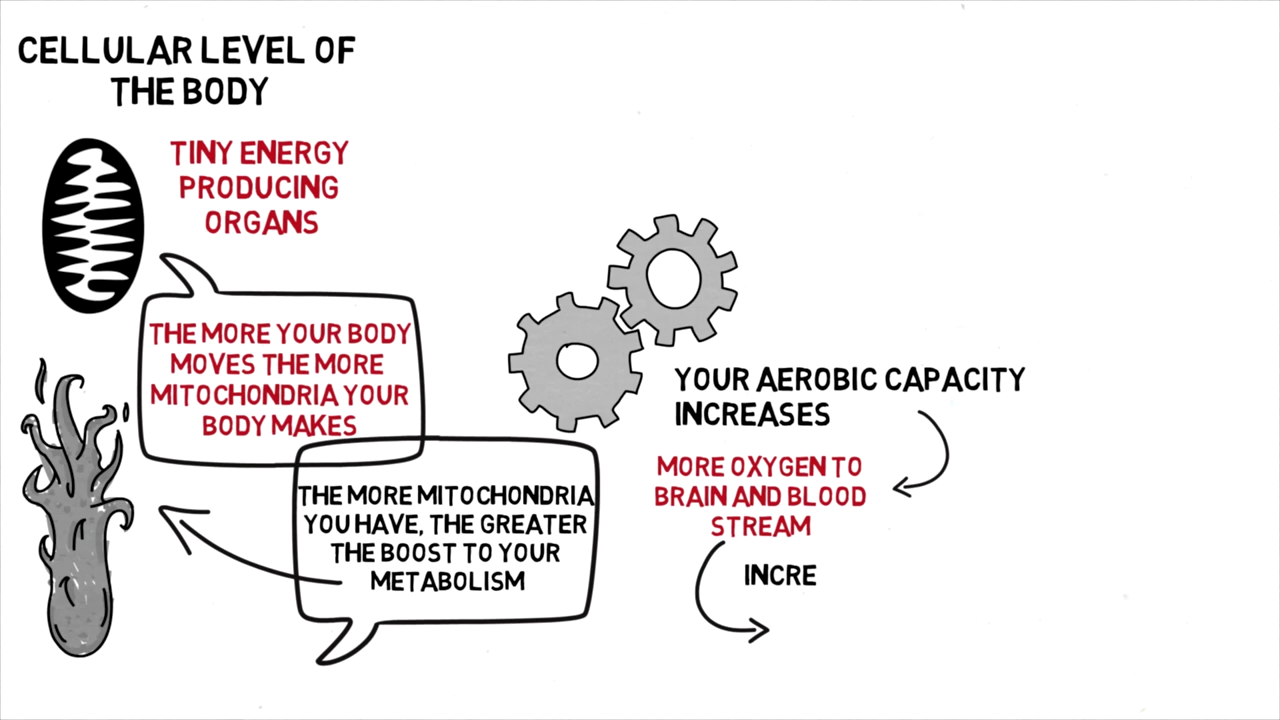 CELLULAR LEVEL OF
THE BODY
TINY ENERGY
PRODUCING
ORGANS
THE MORE YOUR BODY
MOVES THE MORE
MITOCHONDRIA YOUR
BODY MAKES
THE MORE MITOCHONDRIA
YOU HAVE, THE GREATER
THE BOOST TO YOUR
METABOLISM
YOUR AEROBIC CAPACITY
INCREASES
MORE OXYGEN TO
BRAIN AND BLOOD
STREAM
INCRE